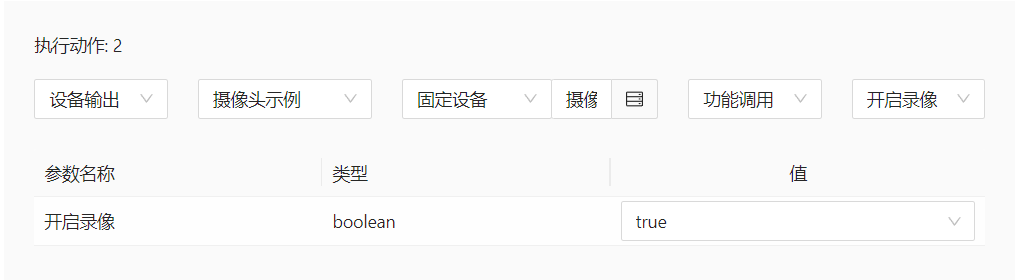 执行动作: 2
设备输出 摄像头示例 固定设备 摄像 功能调用 开启录像
参数名称 类型 值
开启录像 boolean true